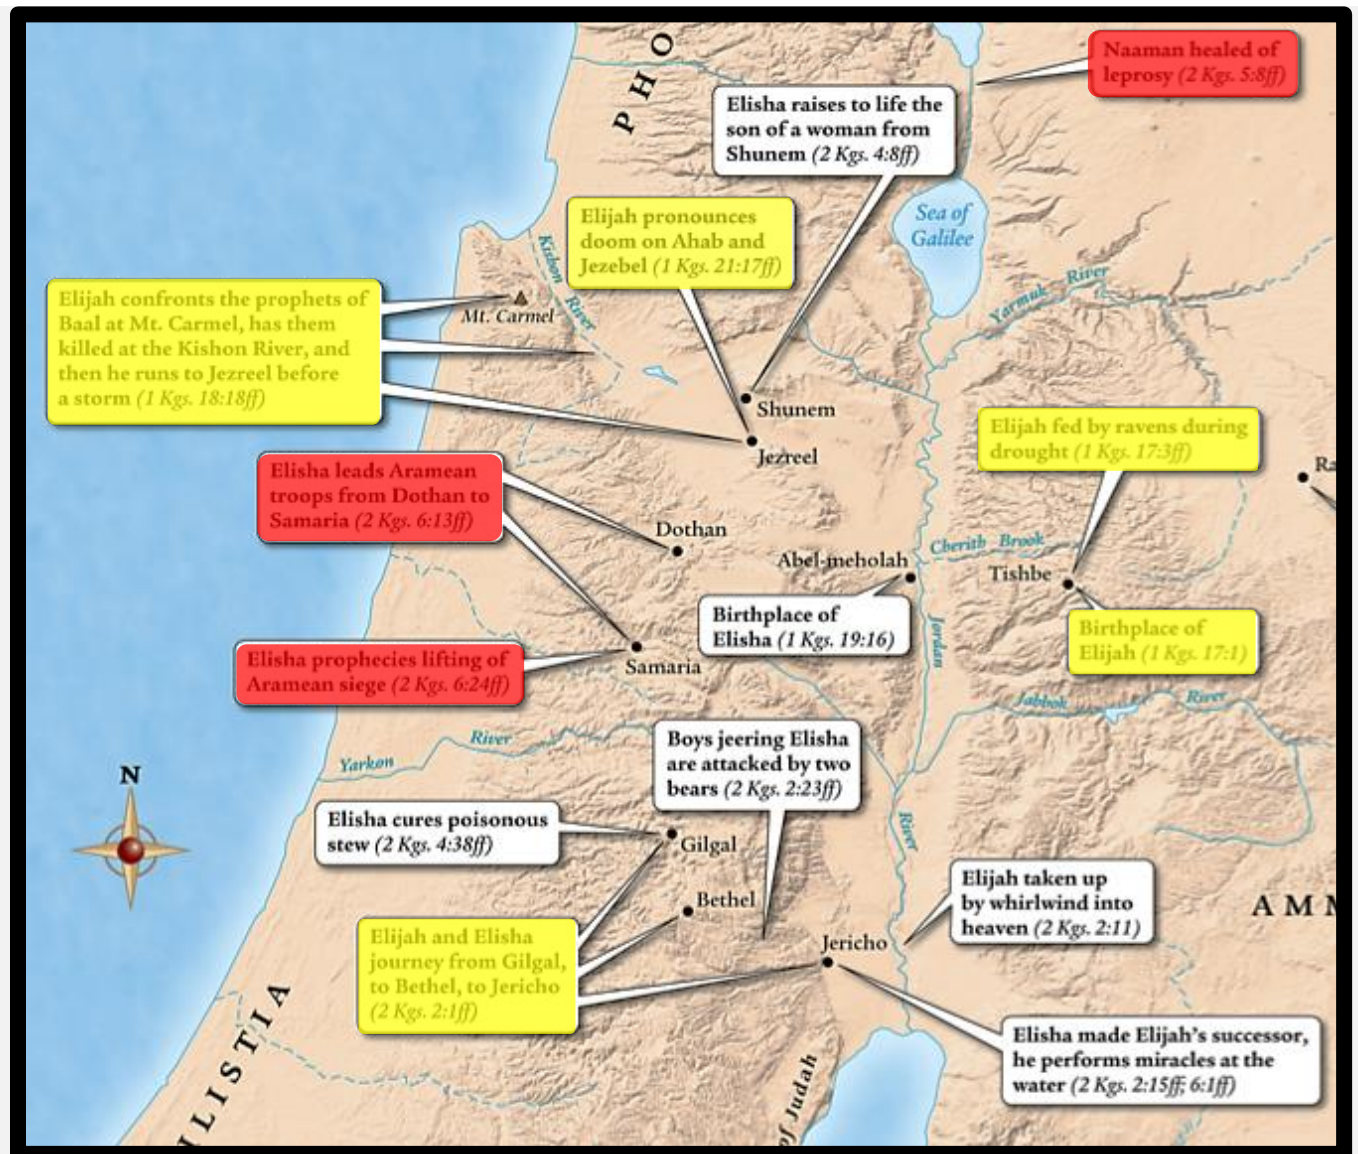 PHO
Naaman healed of
leprosy (2 Kgs. 5:8ff)
Elisha raises to life the
son of a woman from
Shunem (2 Kgs. 4:8ff)
Sea of
Galilee
Elijah pronounces
doom on Ahab and
Jezebel (1 Kgs. 21:17ff)
Kishon River
Yarmuk River
Elijah confronts the prophets of
Baal at Mt. Carmel, has them
killed at the Kishon River, and
then he runs to Jezreel before
a storm (1 Kgs. 18:18ff)
Mt. Carmel
Shunem
Jezreel
Elijah fed by ravens during
drought (1 Kgs. 17:3ff)
Ra
Elisha leads Aramean
troops from Dothan to
Samaria (2 Kgs. 6:13ff)
Dothan
Abel-meholah
Cherith Brook
Tishbe
Birthplace of
Elisha (1 Kgs. 19:16)
Birthplace of
Elijah (1 Kgs. 17:1)
Jordan River
Elisha prophecies lifting of
Aramean siege (2 Kgs. 6:24ff)
Samaria
Jabbok River
Yarkon River
Boys jeering Elisha
are attacked by two
bears (2 Kgs. 2:23ff)
N
Elisha cures poisonous
stew (2 Kgs. 4:38ff)
Gilgal
Bethel
Elijah taken up
by whirlwind into
heaven (2 Kgs. 2:11)
AMM
Elijah and Elisha
journey from Gilgal,
to Bethel, to Jericho
(2 Kgs. 2:1ff)
Jericho
Elisha made Elijah's successor,
he performs miracles at the
water (2 Kgs. 2:15ff; 6:1ff)
ILISTIA
of Judah